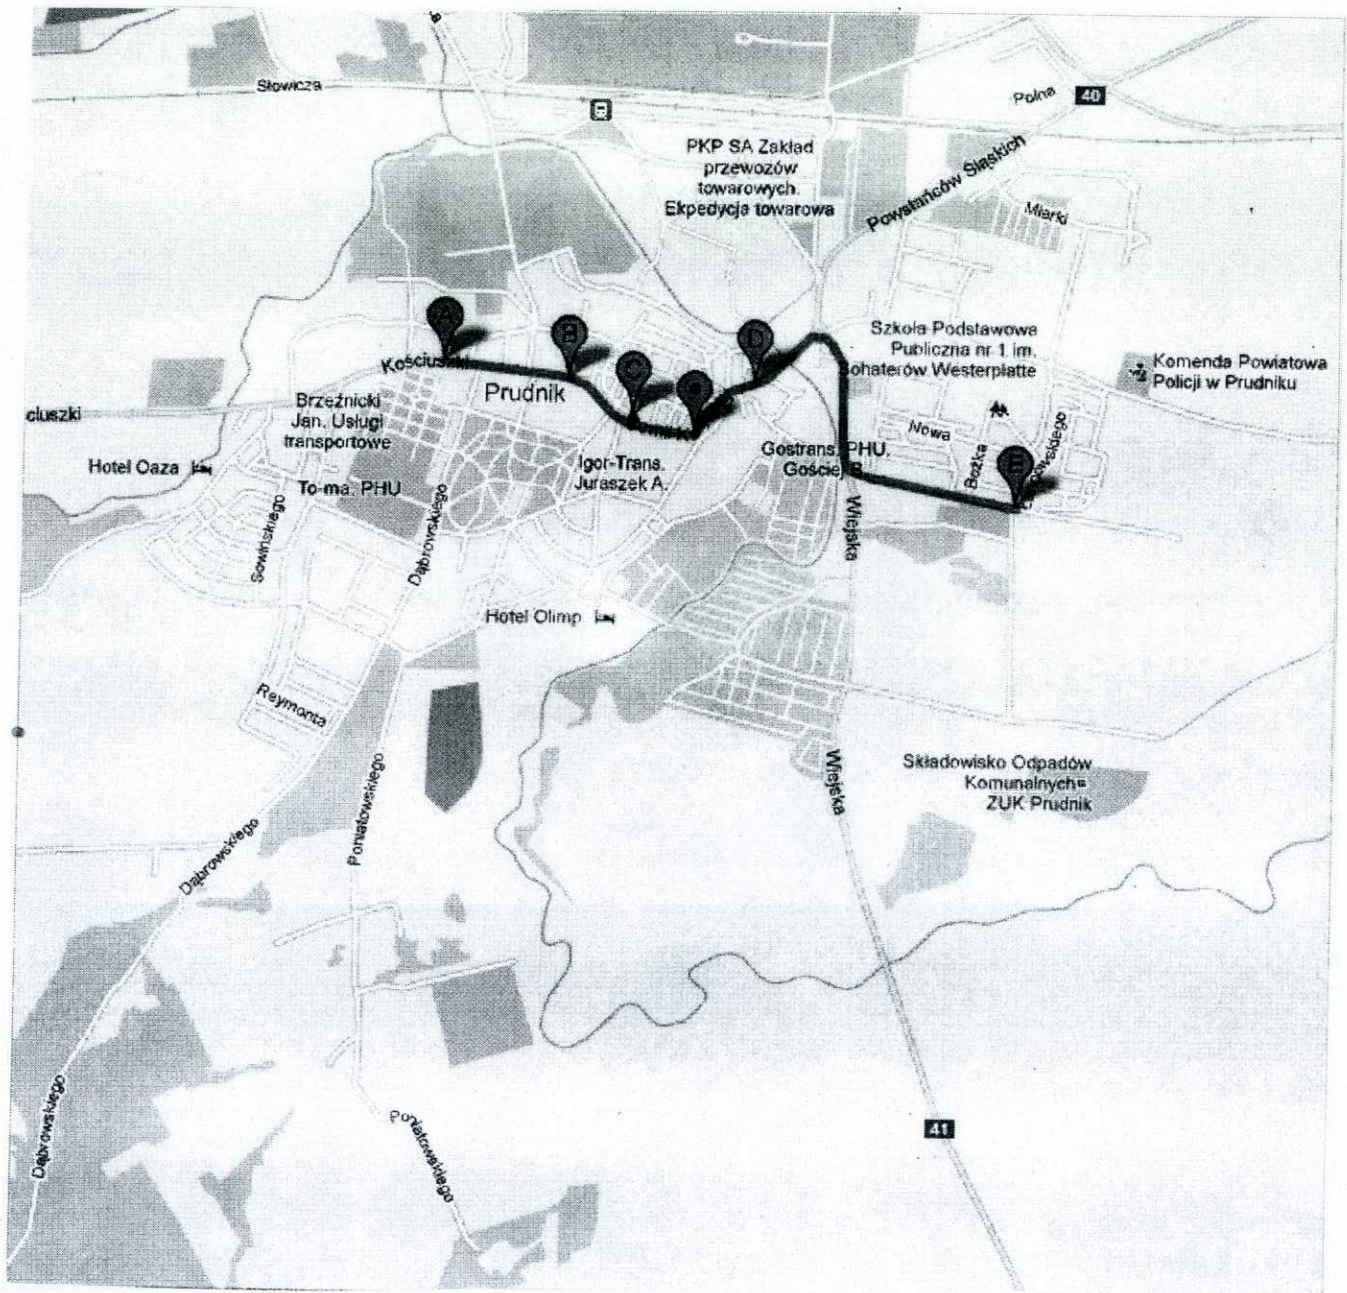 Słowicza
Polna
40
PKP SA Zakład
przewozów
towarowych.
Ekpedycja towarowa
Powstańców Śląskich
Miarki
A
B
C
D
Szkoła Podstawowa
Publiczna nr 1 im.
Bohaterów Westerplatte
Komenda Powiatowa
Policji w Prudniku
Kościuszki
Prudnik
ciuszki
Brzeźnicki
Jan. Usługi
transportowe
Nowa
Hotel Oaza
Igor-Trans.
Juraszek A.
Gostrans. PHU.
Bożka
E
To-ma. PHU
Sowińskiego
Dąbrowskiego
Wiejska
Hotel Olimp
Reymonta
Poniatowskiego
Wiejska
Składowisko Odpadów
Komunalnych
ZUK Prudnik
Dąbrowskiego
Dąbrowskiego
Poniatowskiego
41